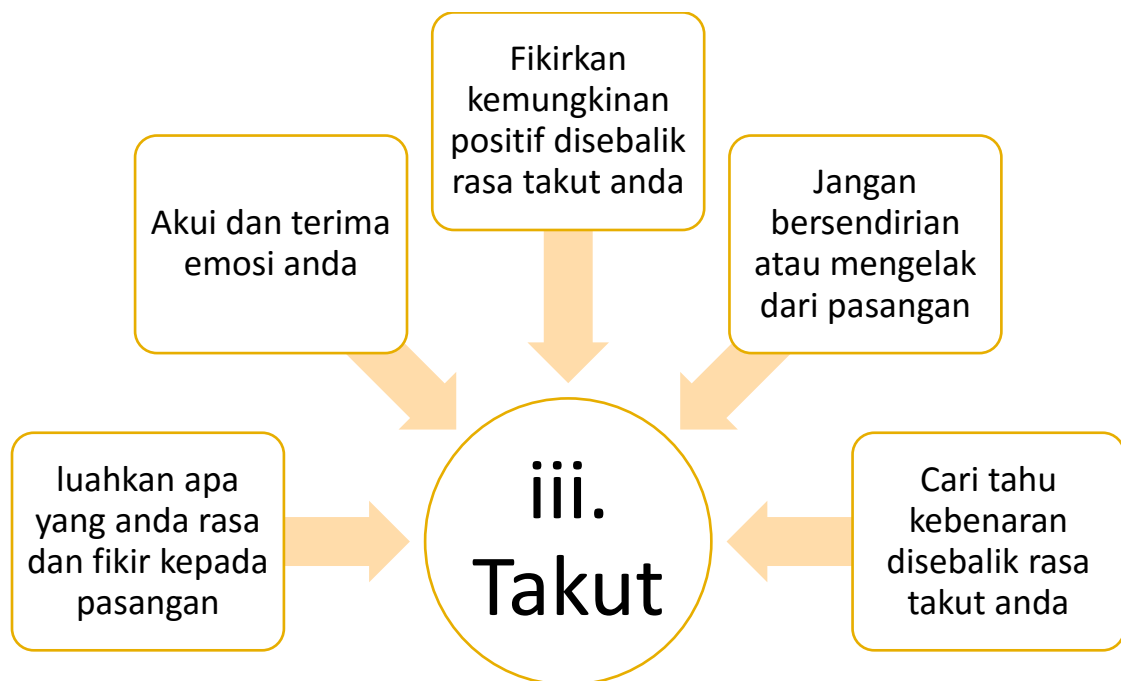 Fikirkan
kemungkinan
positif disebalik
rasa takut anda
Akui dan terima
emosi anda
Jangan
bersendirian
atau mengelak
dari pasangan
luahkan apa
yang anda rasa
dan fikir kepada
pasangan
iii.
Takut
Cari tahu
kebenaran
disebalik rasa
takut anda